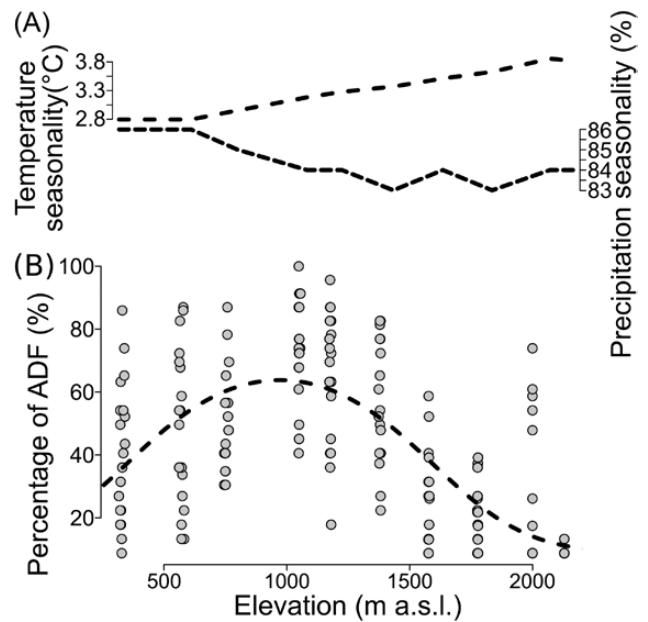 (A)
Temperature
seasonality(°C)
3.8
3.3
2.8
86
85
84
83
Precipitation seasonality (%)
(B)
Percentage of ADF (%)
100
80
60
40
20
500 1000 1500 2000
Elevation (m a.s.l.)